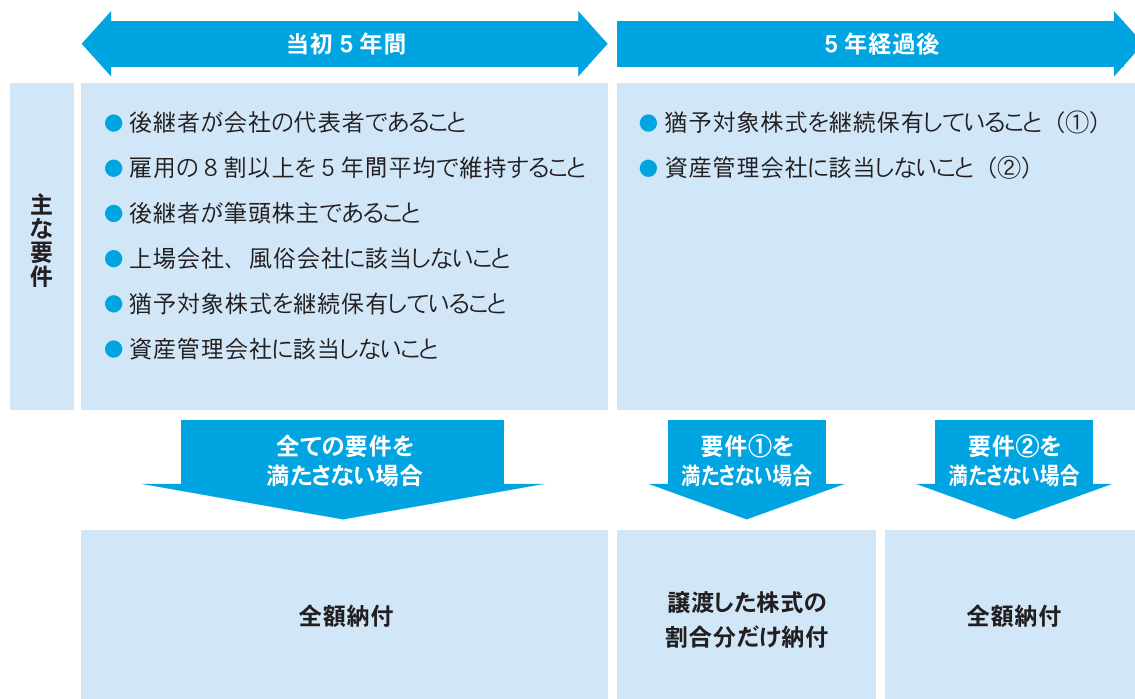 当初5年間
5年経過後
主な要件
● 後継者が会社の代表者であること
● 雇用の8割以上を5年間平均で維持すること
● 後継者が筆頭株主であること
● 上場会社、風俗会社に該当しないこと
● 猶予対象株式を継続保有していること
● 資産管理会社に該当しないこと
● 猶予対象株式を継続保有していること（①）
● 資産管理会社に該当しないこと（②）
全ての要件を
満たさない場合
要件①を
満たさない場合
要件②を
満たさない場合
全額納付
譲渡した株式の
割合分だけ納付
全額納付